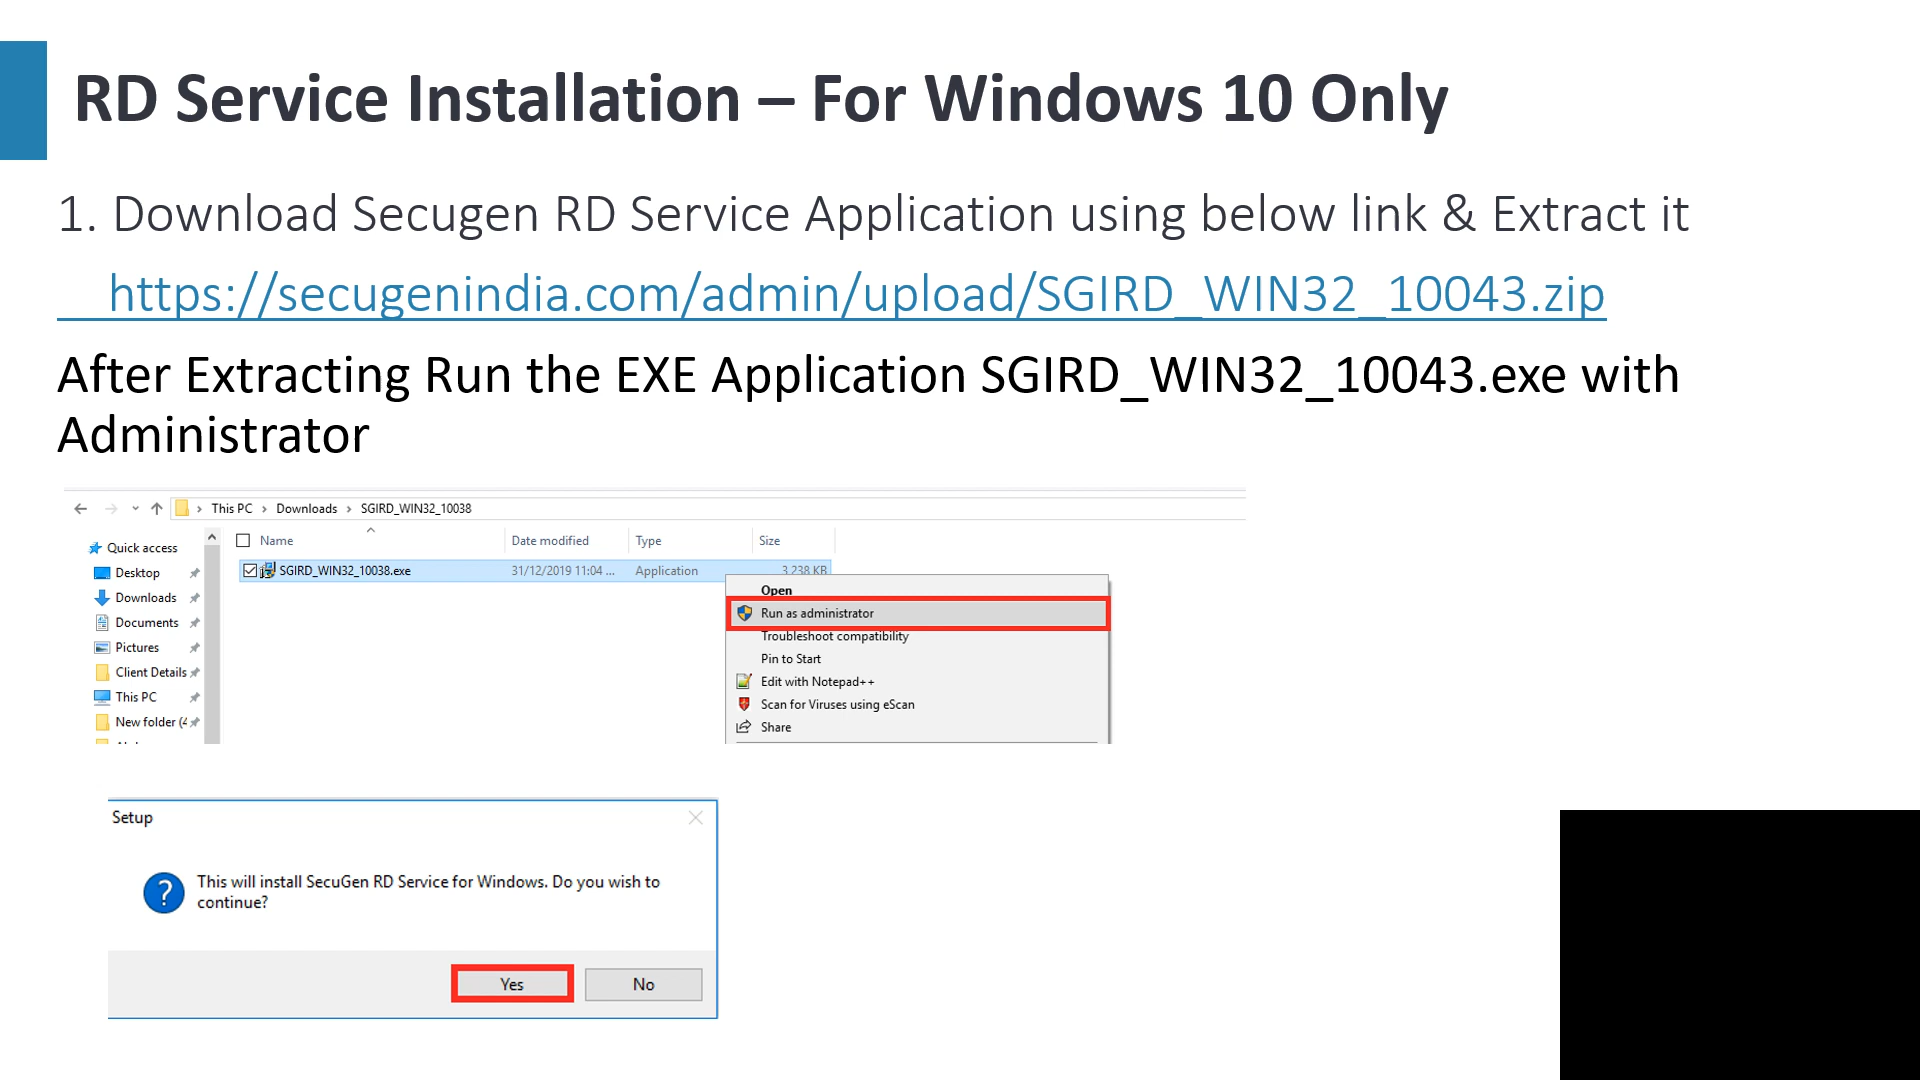 RD Service Installation – For Windows 10 Only
1. Download Secugen RD Service Application using below link & Extract it
https://secugenindia.com/admin/upload/SGIRD_WIN32_10043.zip
After Extracting Run the EXE Application SGIRD_WIN32_10043.exe with
Administrator
This PC > Downloads > SGIRD_WIN32_10038
Quick access
Desktop
Downloads
Documents
Pictures
Client Details
This PC
New folder (4
Name Date modified Type Size
SGIRD_WIN32_10038.exe 31/12/2019 11:04 ... Application 3,238 KB
Open
Run as administrator
Troubleshoot compatibility
Pin to Start
Edit with Notepad++
Scan for Viruses using eScan
Share
Setup
This will install SecuGen RD Service for Windows. Do you wish to
continue?
Yes No